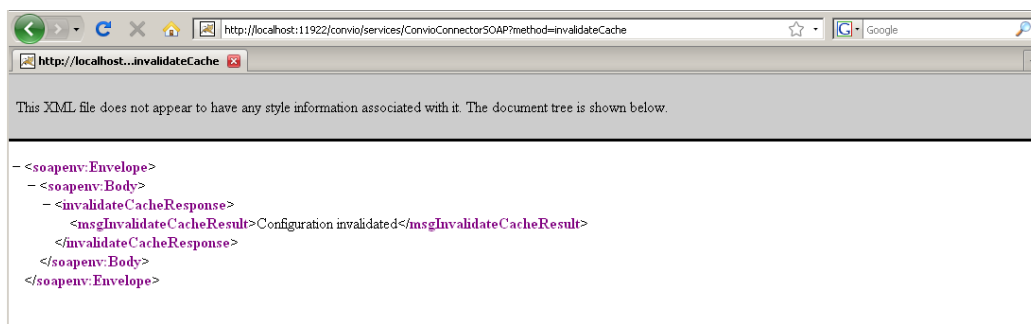 http://localhost:11922/convio/services/ConvioConnectorSOAP?method=invalidateCache
G Google
http://localhost...invalidateCache
This XML file does not appear to have any style information associated with it. The document tree is shown below.
− <soapenv:Envelope>
− <soapenv:Body>
− <invalidateCacheResponse>
<msgInvalidateCacheResult>Configuration invalidated</msgInvalidateCacheResult>
</invalidateCacheResponse>
</soapenv:Body>
</soapenv:Envelope>